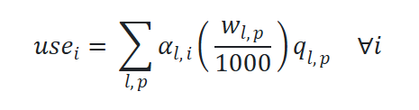 $use_i = \sum_{l,p} \alpha_{l,i} \left( \frac{w_{l,p}}{1000} \right) q_{l,p} \quad \forall i$